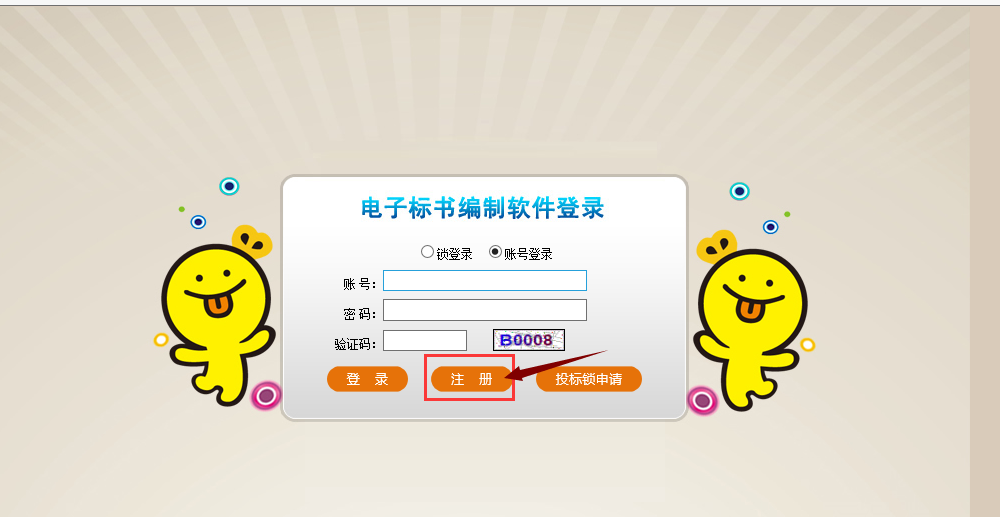 电子标书编制软件登录
锁登录 账号登录
账 号：
密 码：
验证码： B0008
登 录 注 册 投标锁申请